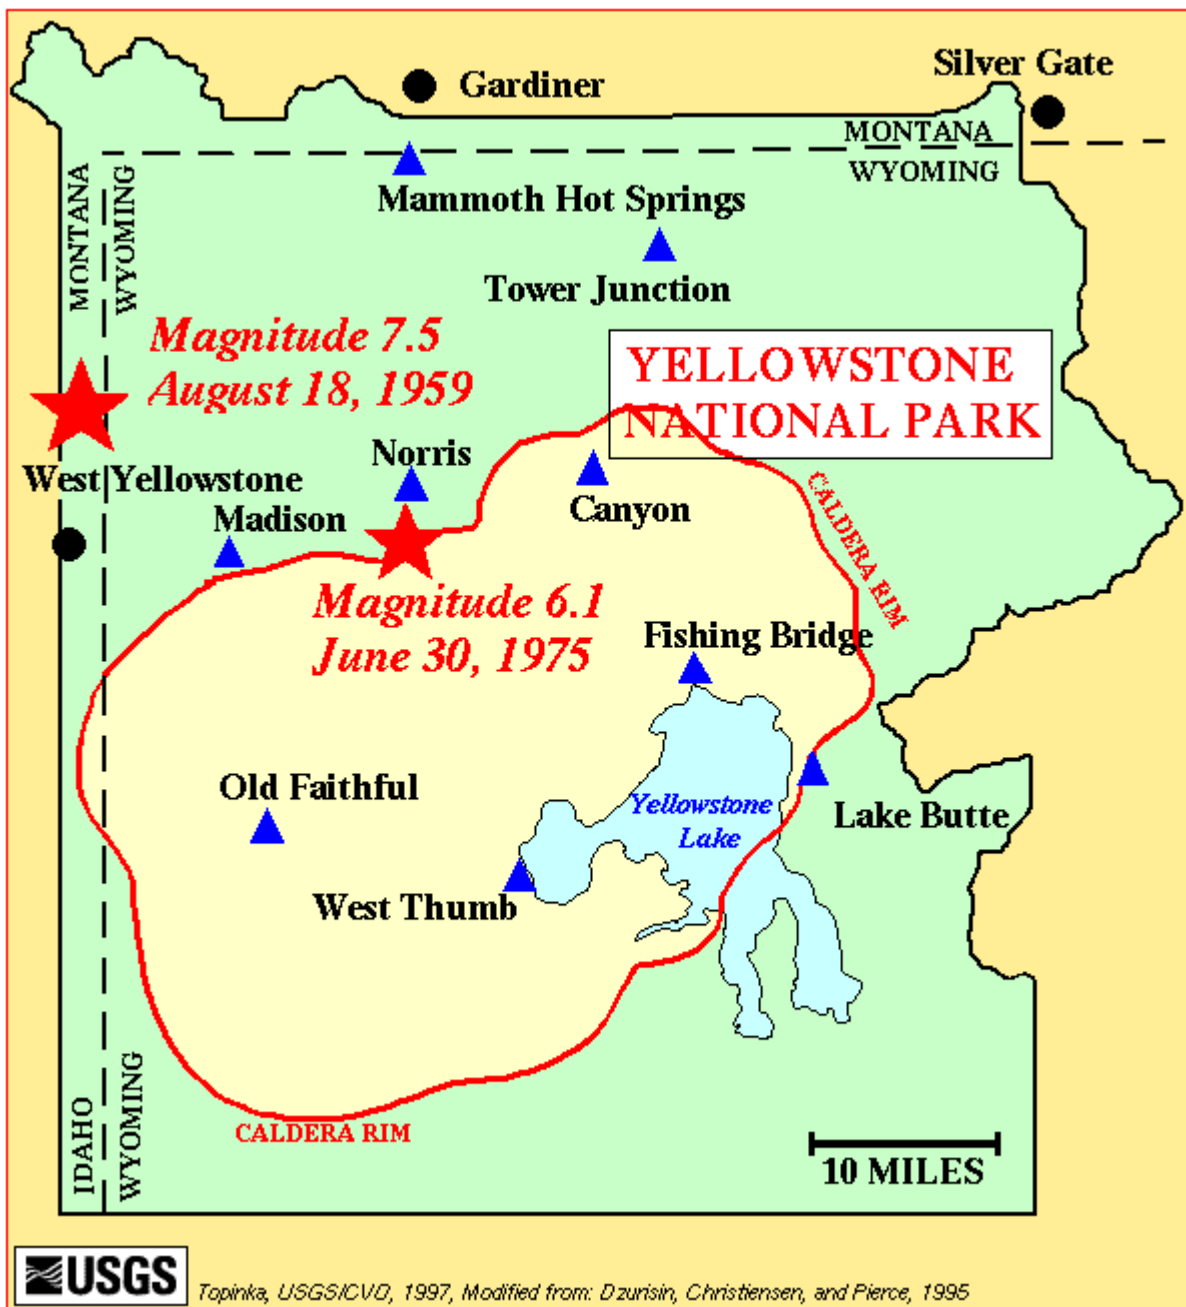 Silver Gate
Gardiner
MONTANA
WYOMING
MONTANA
WYOMING
Mammoth Hot Springs
Tower Junction
Magnitude 7.5
August 18, 1959
YELLOWSTONE
NATIONAL PARK
Norris
West Yellowstone
Canyon
Madison
CALDERA RIM
Magnitude 6.1
June 30, 1975
Fishing Bridge
Old Faithful
Yellowstone
Lake
Lake Butte
West Thumb
IDAHO
WYOMING
CALDERA RIM
10 MILES
USGS
Topinka, USGS/CVO, 1997, Modified from: Dzurisin, Christiensen, and Pierce, 1995